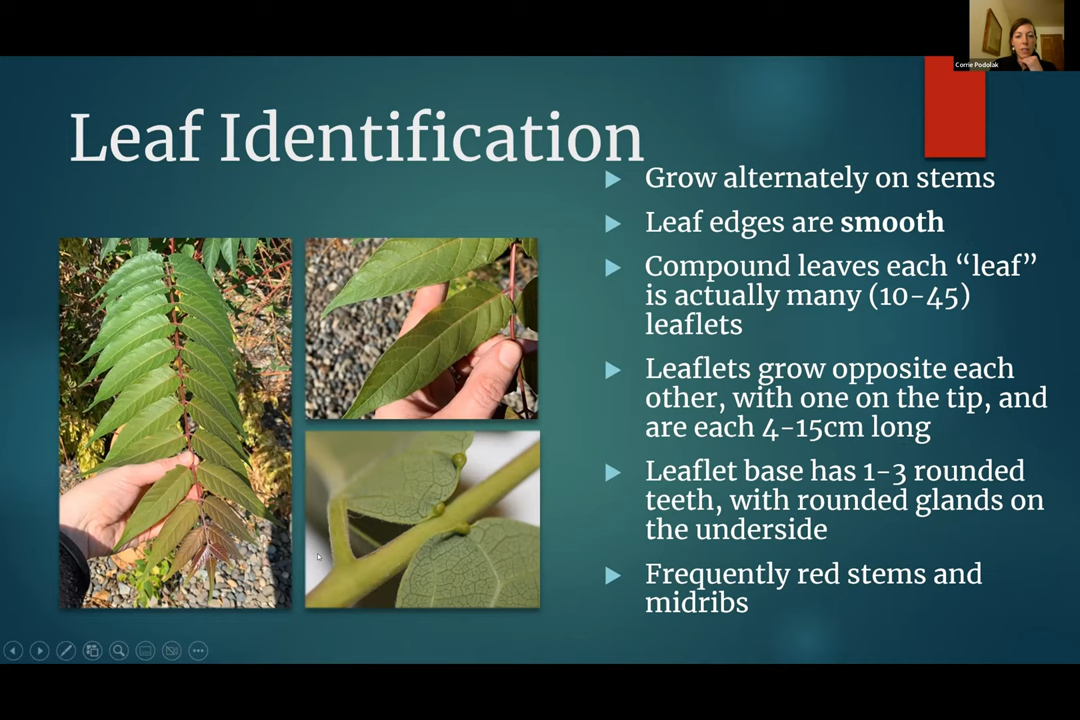 Corrie Podolak
Leaf Identification
Grow alternately on stems
Leaf edges are smooth
Compound leaves each “leaf”
is actually many (10-45)
leaflets
Leaflets grow opposite each
other, with one on the tip, and
are each 4-15cm long
Leaflet base has 1-3 rounded
teeth, with rounded glands on
the underside
Frequently red stems and
midribs